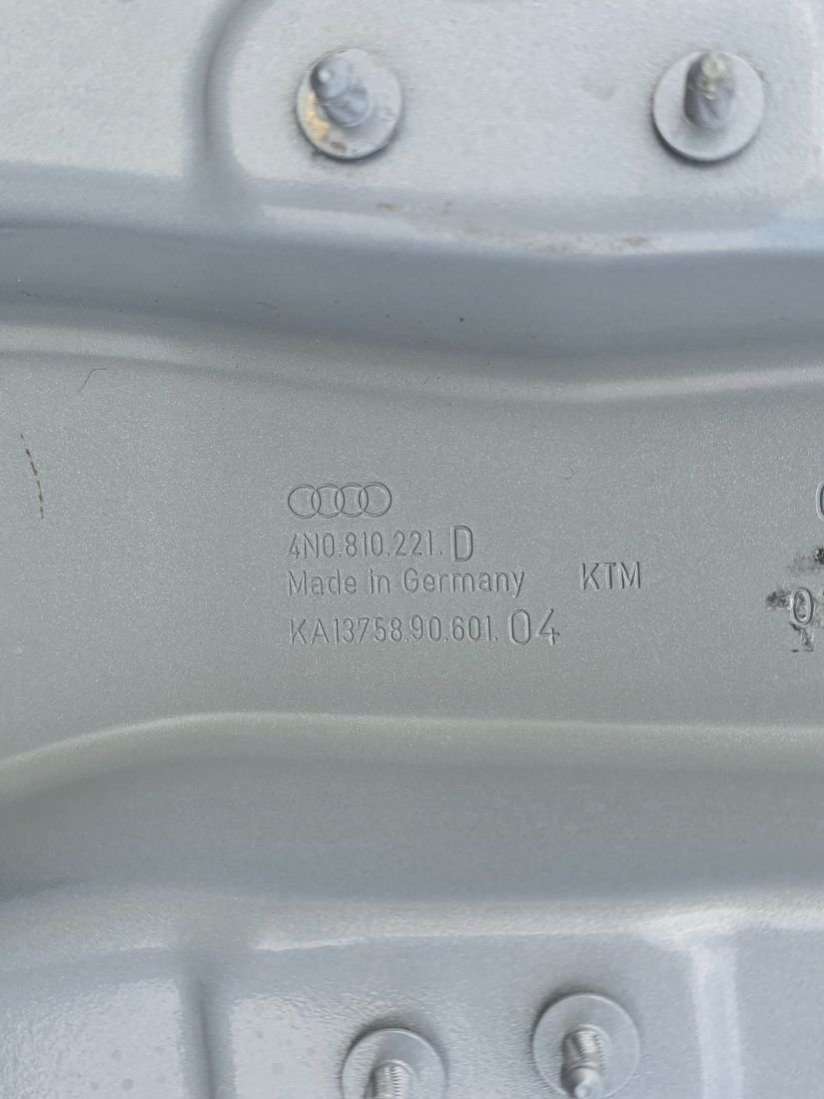 4N0.810.221.D
Made in Germany KTM
KA13758.90.601.04